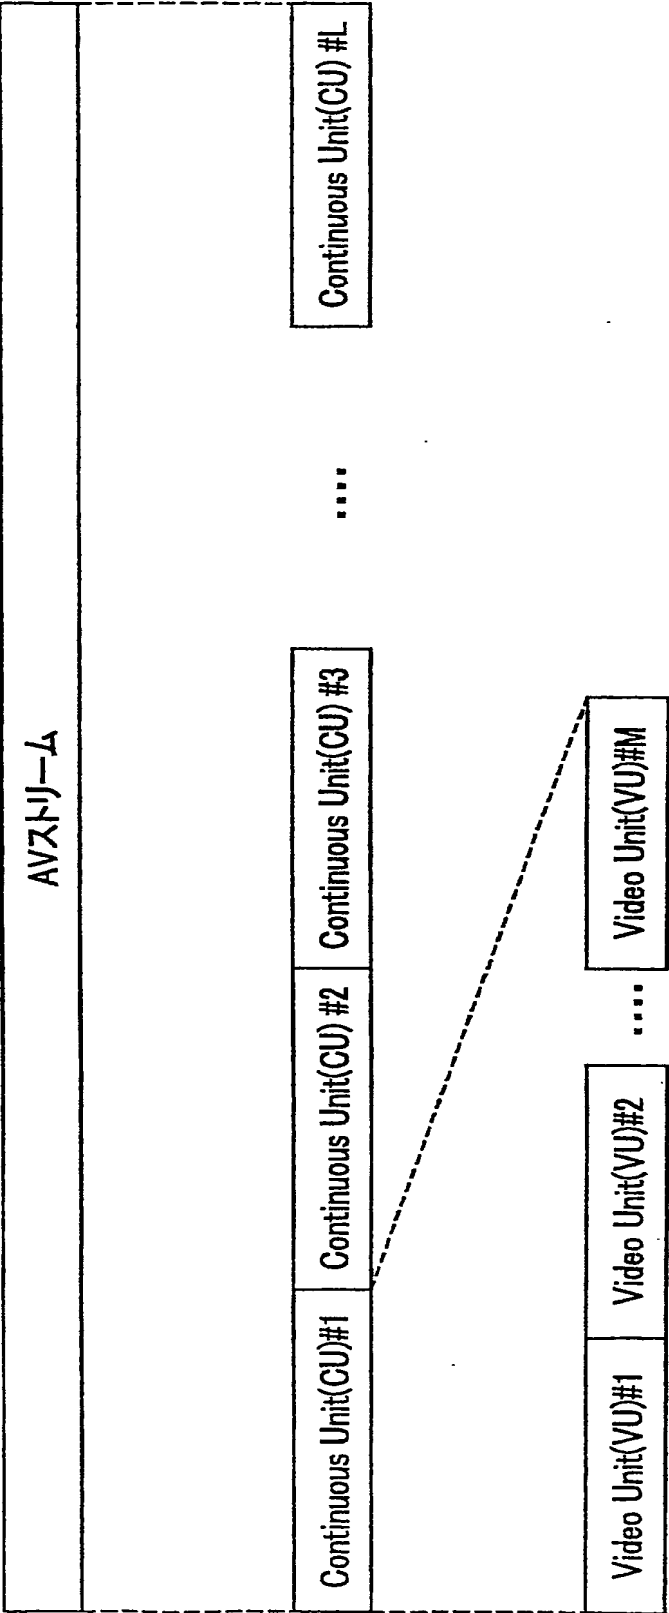 AVストリーム
Continuous Unit(CU)#1
Continuous Unit(CU) #2
Continuous Unit(CU) #3
....
Continuous Unit(CU) #L
Video Unit(VU)#1
Video Unit(VU)#2
....
Video Unit(VU)#M